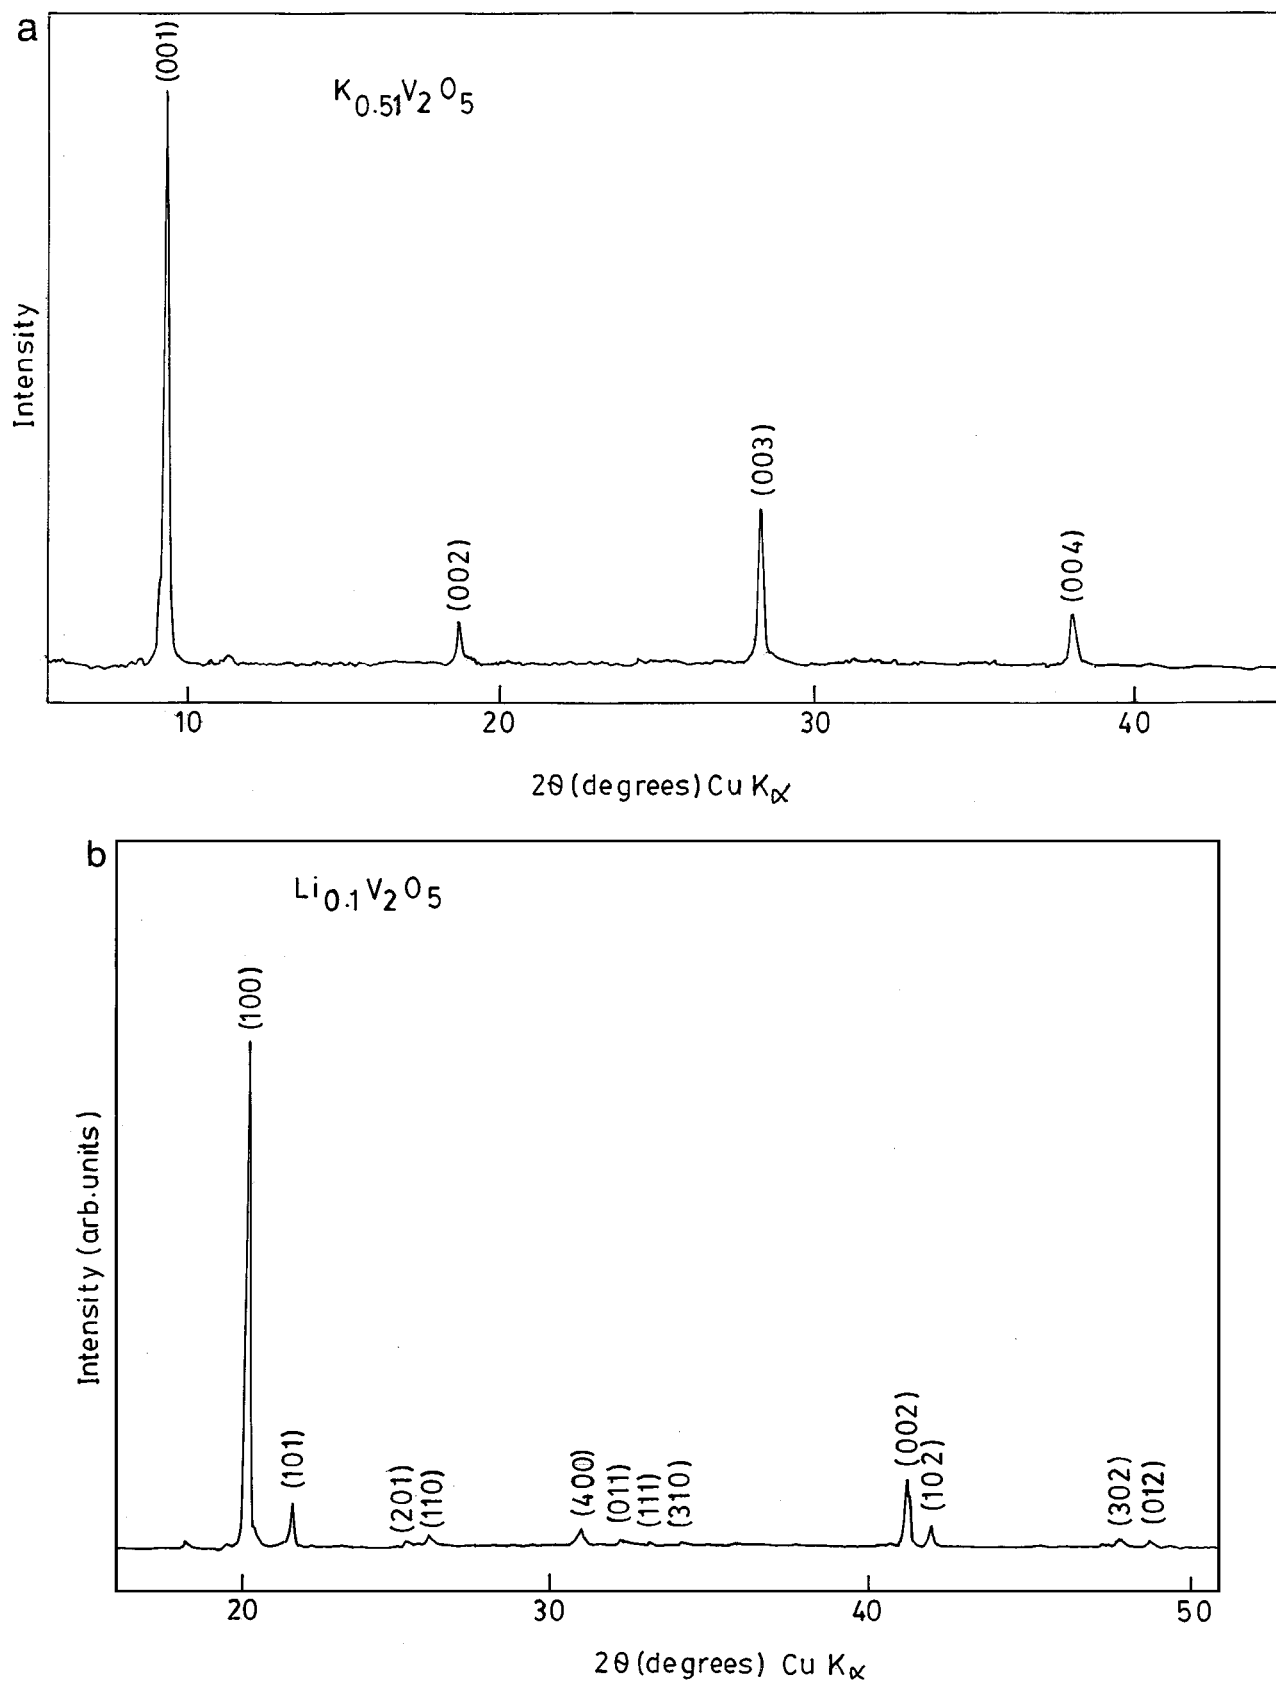 a
(001)
K0.51V2O5
(003)
(002)
(004)
Intensity
10 20 30 40
2θ (degrees) Cu Kα
b
Li0.1V2O5
(100)
(101)
(201)
(110)
(400)
(011)
(111)
(310)
(002)
(102)
(302)
(012)
Intensity (arb.units)
20 30 40 50
2θ (degrees) Cu Kα